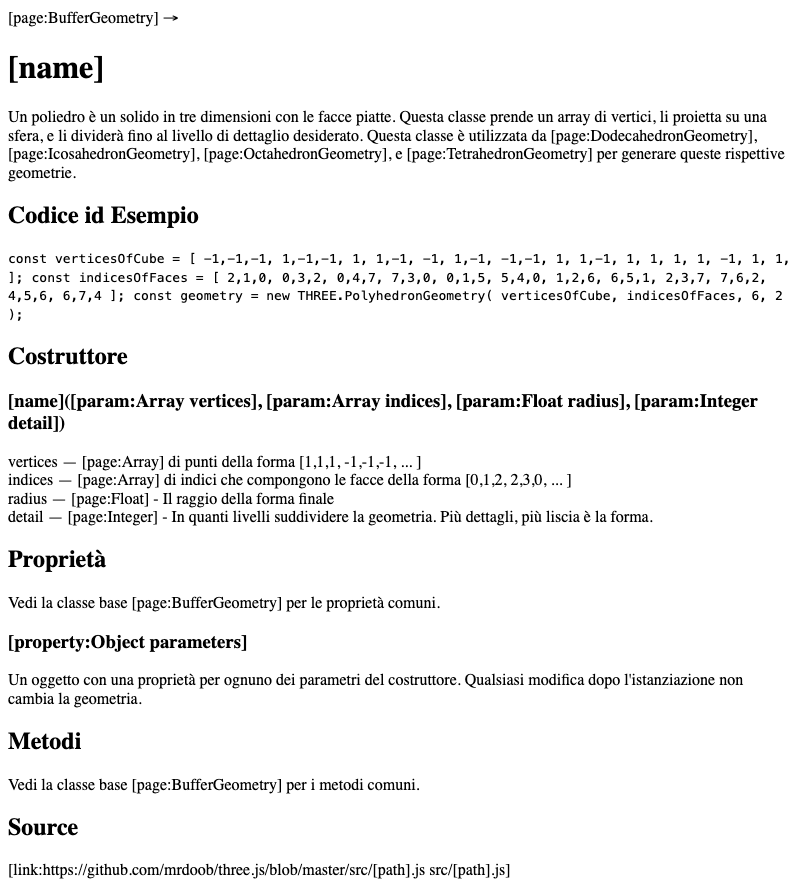 [page:BufferGeometry] →
[name]
Un poliedro è un solido in tre dimensioni con le facce piatte. Questa classe prende un array di vertici, li proietta su una
sfera, e li dividerà fino al livello di dettaglio desiderato. Questa classe è utilizzata da [page:DodecahedronGeometry],
[page:IcosahedronGeometry], [page:OctahedronGeometry], e [page:TetrahedronGeometry] per generare queste rispettive
geometrie.
Codice id Esempio
const verticesOfCube = [ -1,-1,-1, 1,-1,-1, 1, 1,-1, -1, 1,-1, -1,-1, 1, 1,-1, 1, 1, 1, 1, -1, 1, 1,
]; const indicesOfFaces = [ 2,1,0, 0,3,2, 0,4,7, 7,3,0, 0,1,5, 5,4,0, 1,2,6, 6,5,1, 2,3,7, 7,6,2,
4,5,6, 6,7,4 ]; const geometry = new THREE.PolyhedronGeometry( verticesOfCube, indicesOfFaces, 6, 2
);
Costruttore
[name]([param:Array vertices], [param:Array indices], [param:Float radius], [param:Integer
detail])
vertices — [page:Array] di punti della forma [1,1,1, -1,-1,-1, ... ]
indices — [page:Array] di indici che compongono le facce della forma [0,1,2, 2,3,0, ... ]
radius — [page:Float] - Il raggio della forma finale
detail — [page:Integer] - In quanti livelli suddividere la geometria. Più dettagli, più liscia è la forma.
Proprietà
Vedi la classe base [page:BufferGeometry] per le proprietà comuni.
[property:Object parameters]
Un oggetto con una proprietà per ognuno dei parametri del costruttore. Qualsiasi modifica dopo l'istanziazione non
cambia la geometria.
Metodi
Vedi la classe base [page:BufferGeometry] per i metodi comuni.
Source
[link:https://github.com/mrdoob/three.js/blob/master/src/[path].js src/[path].js]